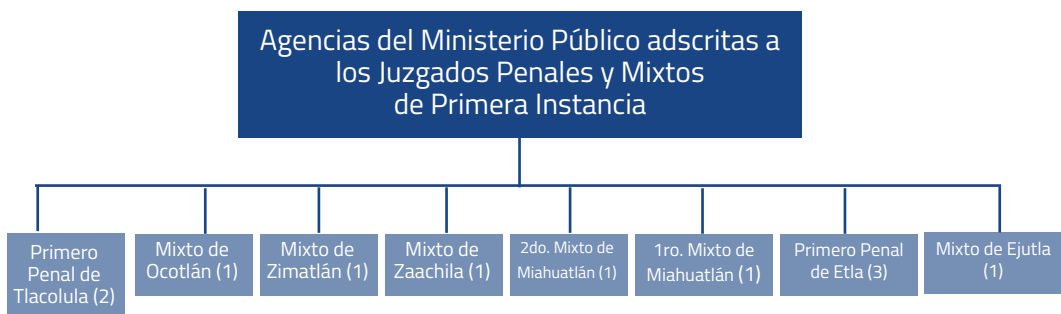 Agencias del Ministerio Público adscritas a
los Juzgados Penales y Mixtos
de Primera Instancia
Primero
Penal de
Tlacolula (2)
Mixto de
Ocotlán (1)
Mixto de
Zimatlán (1)
Mixto de
Zaachila (1)
2do. Mixto de
Miahuatlán (1)
1ro. Mixto de
Miahuatlán (1)
Primero Penal
de Etla (3)
Mixto de Ejutla
(1)